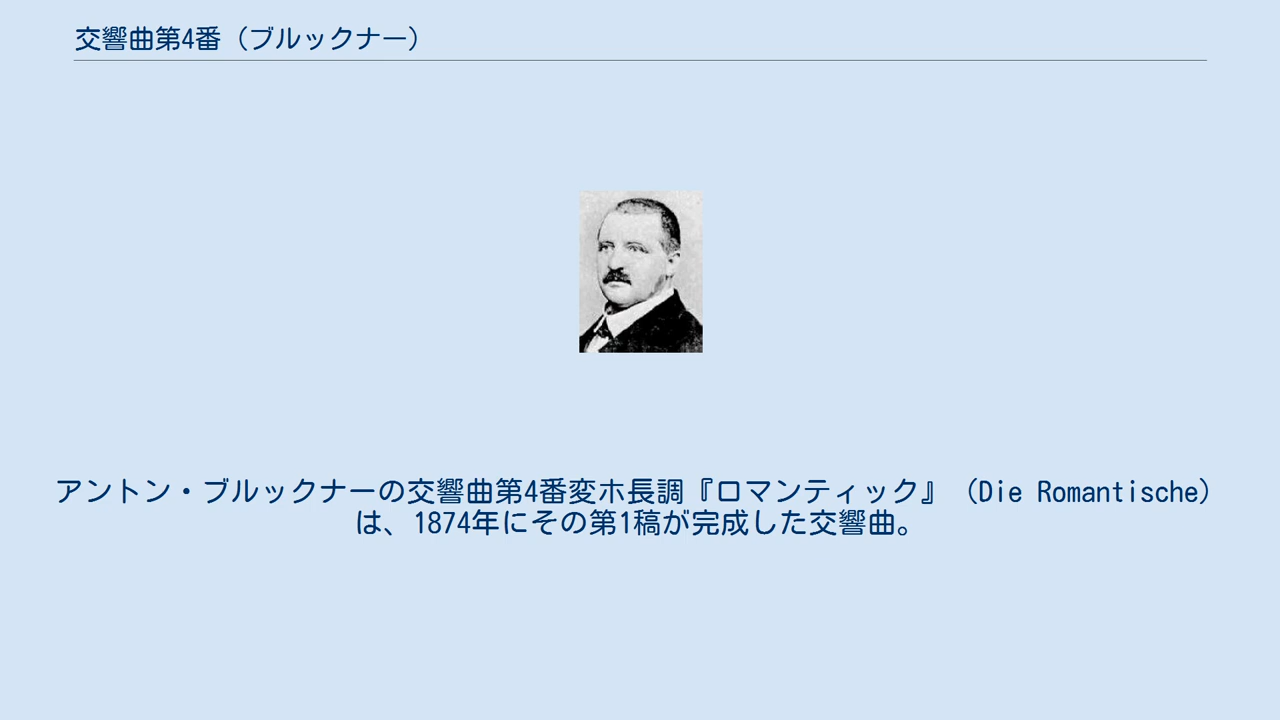 交響曲第4番（ブルックナー）
アントン・ブルックナーの交響曲第4番変ホ長調『ロマンティック』（Die Romantische）
は、1874年にその第1稿が完成した交響曲。